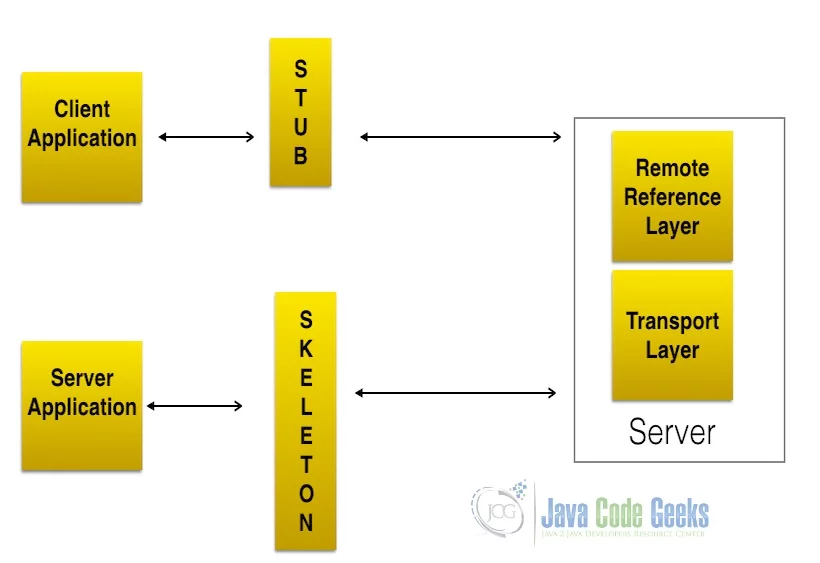 Client
Application
S
T
U
B
Remote
Reference
Layer
Transport
Layer
Server
Server
Application
S
K
E
L
E
T
O
N
JCG
Java Code Geeks
JAVA 2 JAVA DEVELOPERS RESOURCE CENTER